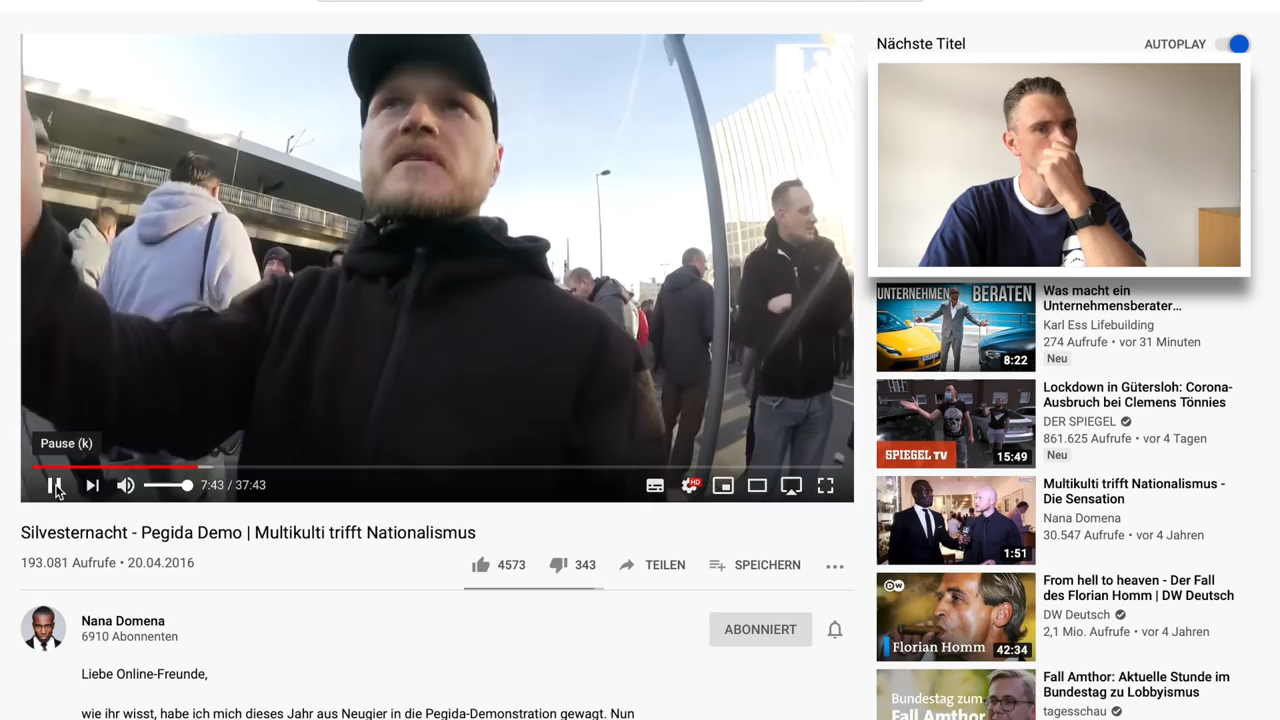 Nächste Titel
AUTOPLAY
Pause (k)
7:43 / 37:43
HD
Silvesternacht - Pegida Demo | Multikulti trifft Nationalismus
193.081 Aufrufe • 20.04.2016
4573
343
TEILEN
SPEICHERN
Nana Domena
6910 Abonnenten
ABONNIERT
Liebe Online-Freunde,
wie ihr wisst, habe ich mich dieses Jahr aus Neugier in die Pegida-Demonstration gewagt. Nun
UNTERNEHMEN BERATEN
8:22
Was macht ein
Unternehmensberater...
Karl Ess Lifebuilding
274 Aufrufe • vor 31 Minuten
Neu
SPIEGEL TV
15:49
Lockdown in Gütersloh: Corona-
Ausbruch bei Clemens Tönnies
DER SPIEGEL
861.625 Aufrufe • vor 4 Tagen
Neu
1:51
Multikulti trifft Nationalismus -
Die Sensation
Nana Domena
30.547 Aufrufe • vor 4 Jahren
DW
Florian Homm
42:34
From hell to heaven - Der Fall
des Florian Homm | DW Deutsch
DW Deutsch
2,1 Mio. Aufrufe • vor 4 Jahren
Bundestag zum
Fall Amthor
Fall Amthor: Aktuelle Stunde im
Bundestag zu Lobbyismus
tagesschau